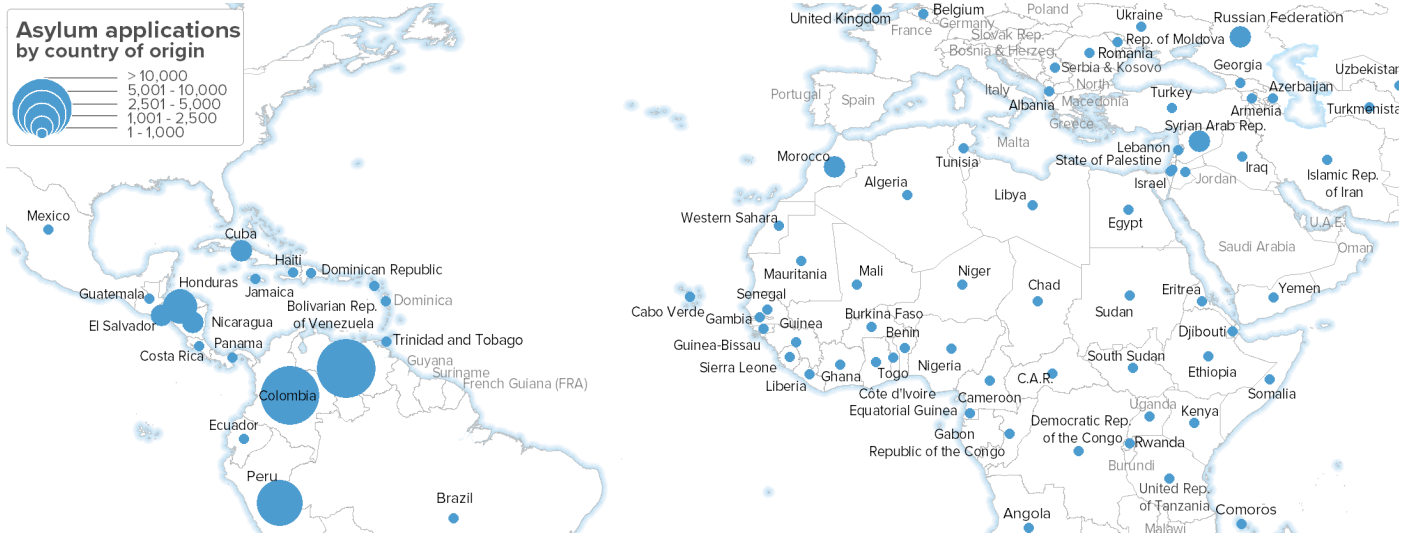 Asylum applications
by country of origin
> 10,000
5,001 - 10,000
2,501 - 5,000
1,001 - 2,500
1 - 1,000
United Kingdom
Belgium
Germany
France
Poland
Slovak Rep.
Bosnia & Herzeg.
Ukraine
Rep. of Moldova
Romania
Serbia & Kosovo
Russian Federation
Georgia
Uzbekistan
Azerbaijan
Armenia
Turkmenista
Portugal
Spain
Italy
Albania
North
Macedonia
Greece
Turkey
Malta
Syrian Arab Rep.
Lebanon
State of Palestine
Israel
Jordan
Iraq
Islamic Rep.
of Iran
Morocco
Tunisia
Algeria
Libya
Egypt
Western Sahara
U.A.E.
Saudi Arabia
Oman
Mexico
Cuba
Haiti
Dominican Republic
Jamaica
Dominica
Guatemala
Honduras
El Salvador
Nicaragua
Bolivarian Rep.
of Venezuela
Costa Rica
Panama
Trinidad and Tobago
Guyana
Suriname
French Guiana (FRA)
Colombia
Ecuador
Peru
Brazil
Mauritania
Mali
Niger
Chad
Sudan
Eritrea
Yemen
Cabo Verde
Senegal
Gambia
Guinea
Guinea-Bissau
Burkina Faso
Benin
Sierra Leone
Liberia
Ghana
Togo
Nigeria
Djibouti
South Sudan
Ethiopia
Somalia
C.A.R.
Côte d'Ivoire
Cameroon
Equatorial Guinea
Gabon
Republic of the Congo
Democratic Rep.
of the Congo
Uganda
Kenya
Rwanda
Burundi
United Rep.
of Tanzania
Angola
Comoros
Malawi